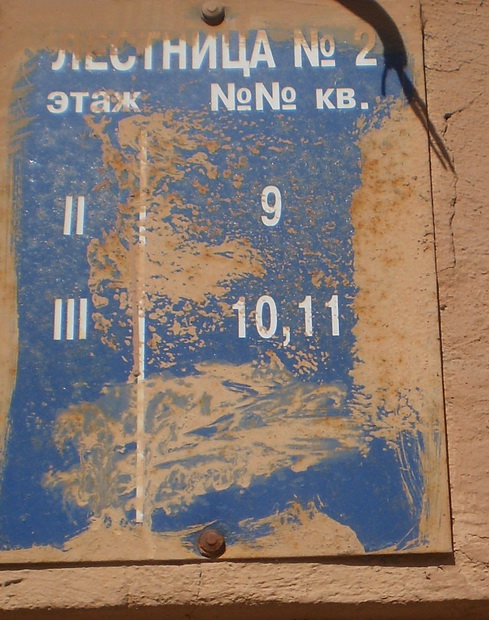 ЛЕСТНИЦА № 2
этаж №№ кв.
II 9
III 10,11